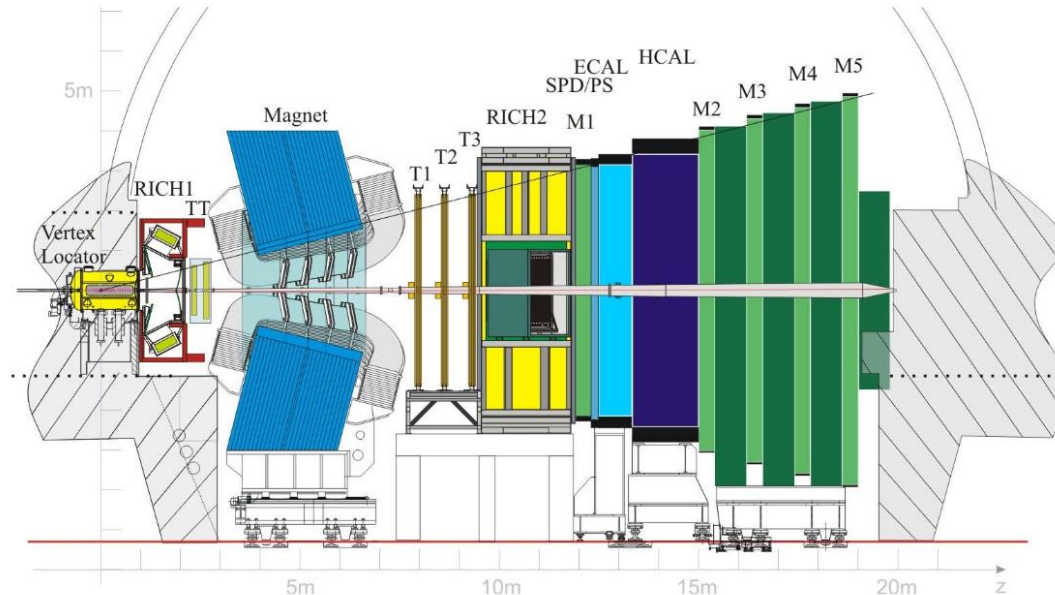 5m
Magnet
RICH1
TT
Vertex
Locator
T1
T2
T3
RICH2
M1
SPD/PS
ECAL
HCAL
M2
M3
M4
M5
5m
10m
15m
20m
z